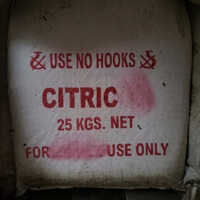 USE NO HOOKS
CITRIC
25 KGS. NET
FOR USE ONLY